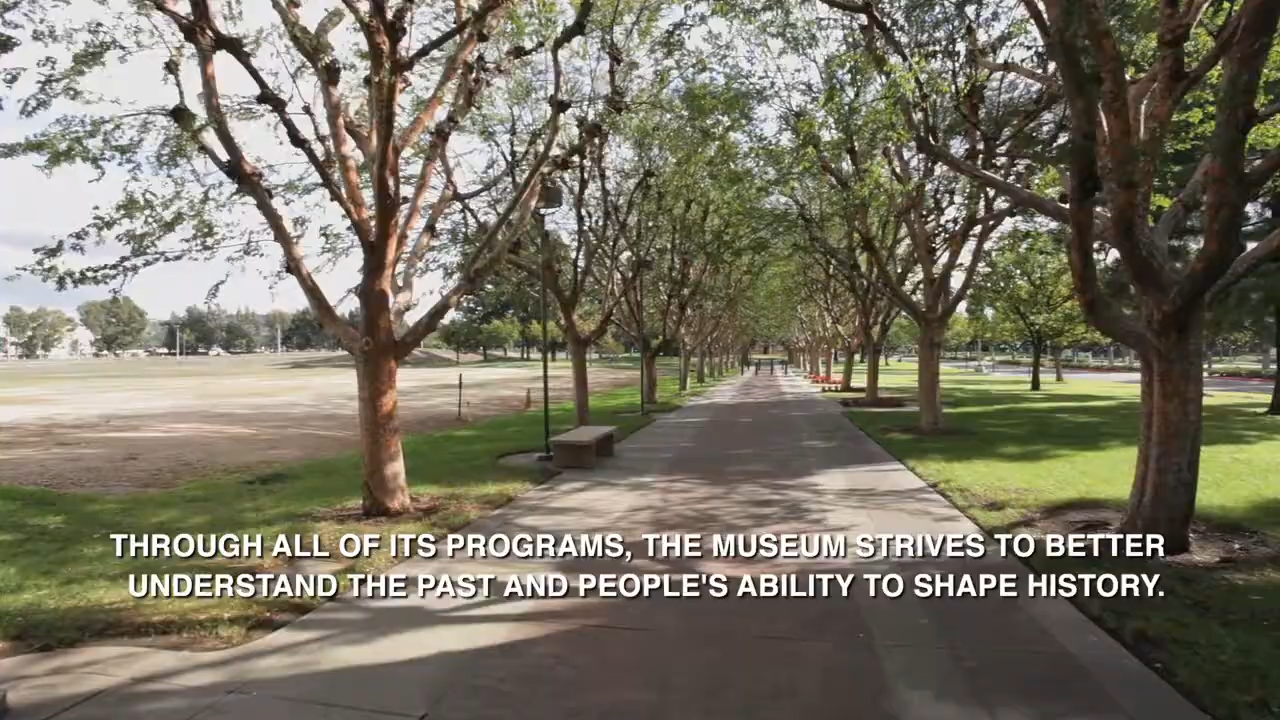 THROUGH ALL OF ITS PROGRAMS, THE MUSEUM STRIVES TO BETTER
UNDERSTAND THE PAST AND PEOPLE'S ABILITY TO SHAPE HISTORY.